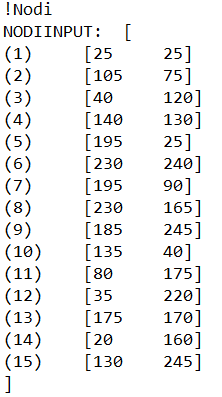 !Nodi
NODIINPUT: [
(1) [25 25]
(2) [105 75]
(3) [40 120]
(4) [140 130]
(5) [195 25]
(6) [230 240]
(7) [195 90]
(8) [230 165]
(9) [185 245]
(10) [135 40]
(11) [80 175]
(12) [35 220]
(13) [175 170]
(14) [20 160]
(15) [130 245]
]